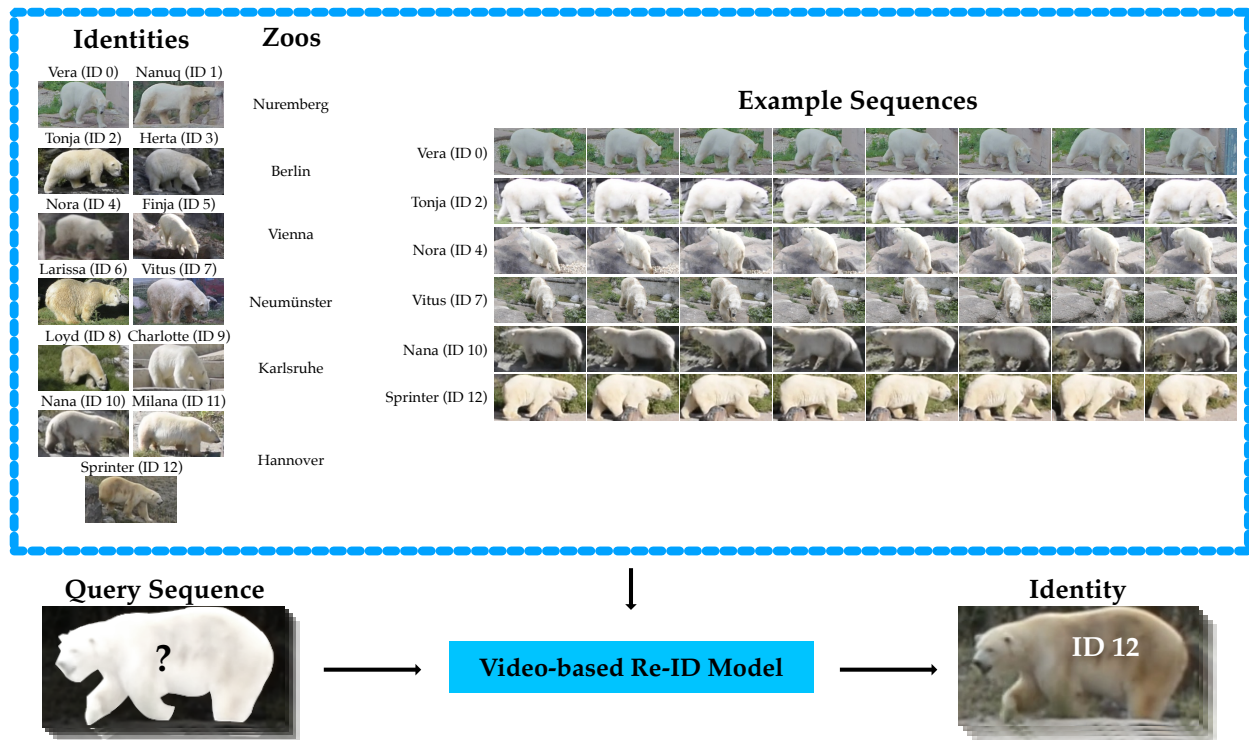 Identities
Zoos
Vera (ID 0) Nanuq (ID 1)
Nuremberg
Tonja (ID 2) Herta (ID 3)
Berlin
Nora (ID 4) Finja (ID 5)
Vienna
Larissa (ID 6) Vitus (ID 7)
Neumünster
Loyd (ID 8) Charlotte (ID 9)
Karlsruhe
Nana (ID 10) Milana (ID 11)
Hannover
Sprinter (ID 12)
Example Sequences
Vera (ID 0)
Tonja (ID 2)
Nora (ID 4)
Vitus (ID 7)
Nana (ID 10)
Sprinter (ID 12)
Query Sequence
?
Video-based Re-ID Model
Identity
ID 12